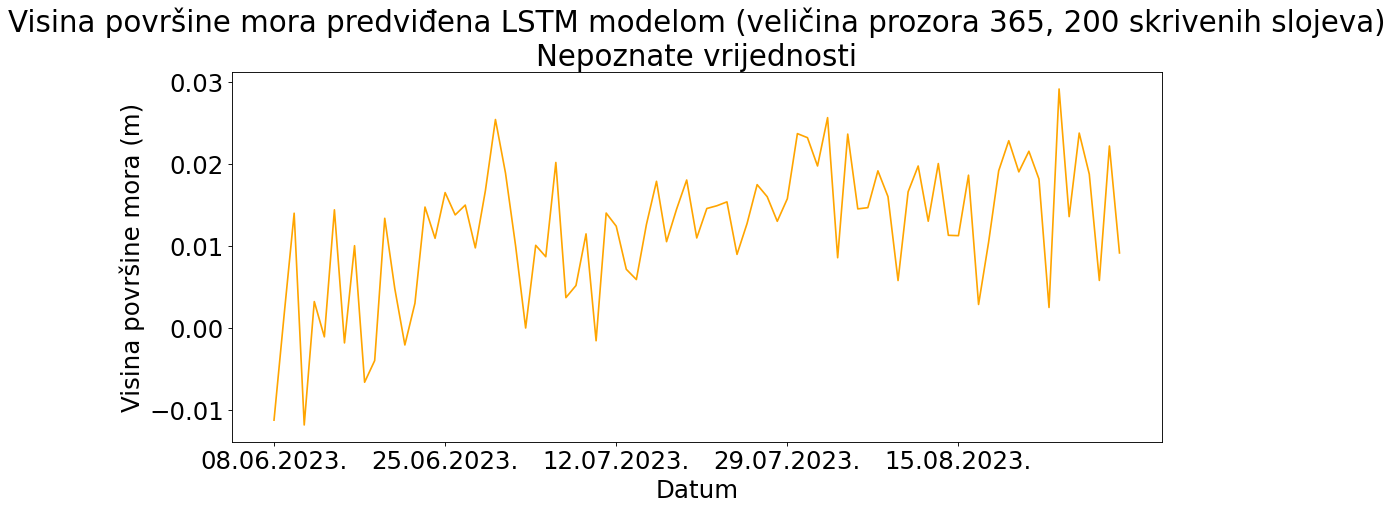 Visina površine mora predviđena LSTM modelom (veličina prozora 365, 200 skrivenih slojeva)
Nepoznate vrijednosti
Visina površine mora (m)
0.03
0.02
0.01
0.00
−0.01
08.06.2023. 25.06.2023. 12.07.2023. 29.07.2023. 15.08.2023.
Datum